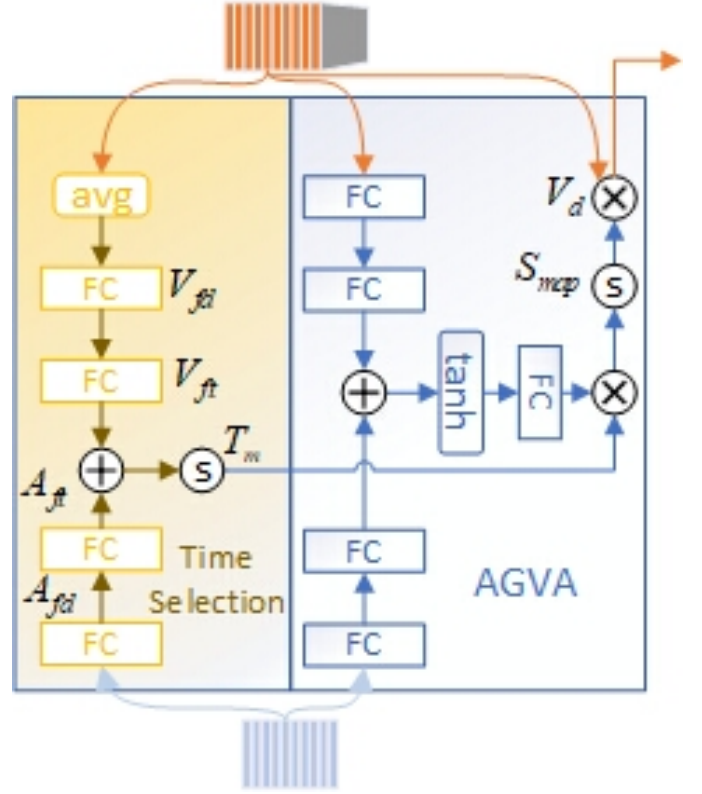 avg
FC
V_fd
FC
V_ft
A_ft
S
T_m
FC
A_fd
FC
Time
Selection
FC
FC
tanh
FC
FC
FC
AGVA
V_d
S_map
S